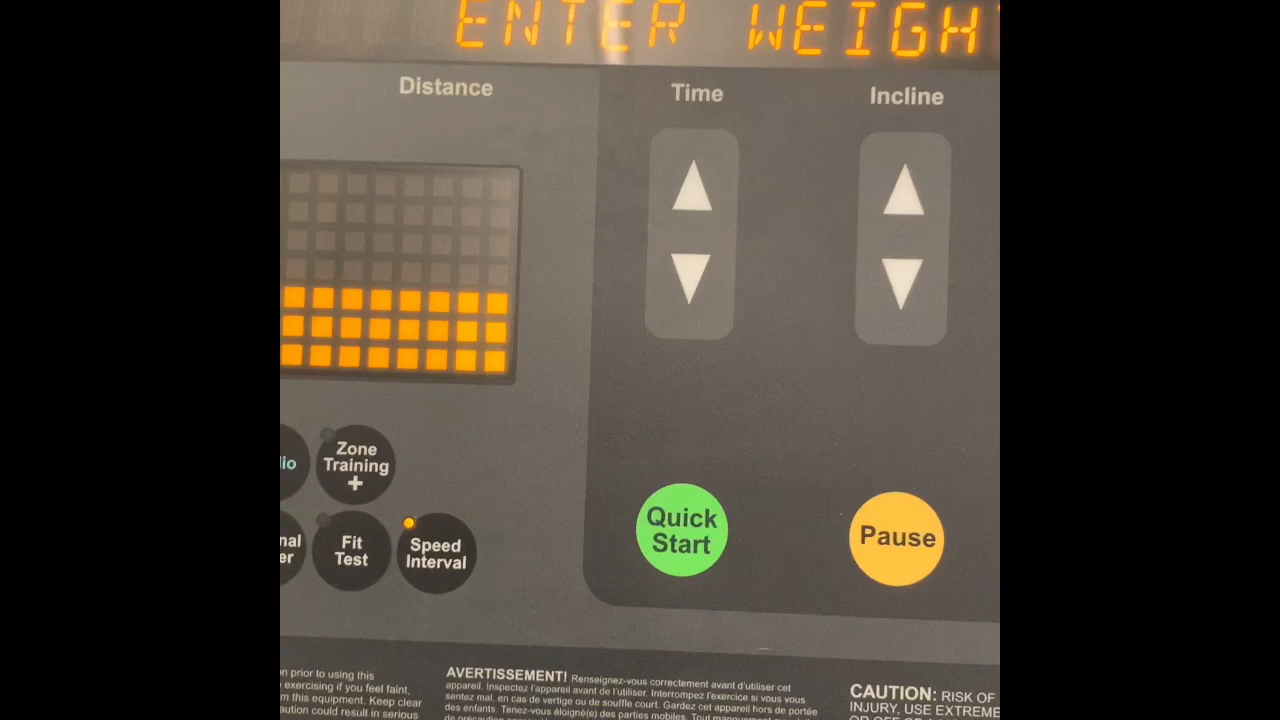 ENTER WEIGH
Distance
Time
Incline
Zone
Training
+
Fit
Test
Speed
Interval
Quick
Start
Pause
n prior to using this
exercising if you feel faint,
m this equipment. Keep clear
aution could result in serious
AVERTISSEMENT! Renseignez-vous correctement avant d'utiliser cet
appareil. Inspectez l'appareil avant de l'utiliser. Interrompez l'exercice si vous vous
sentez mal, en cas de vertige ou de souffle court. Gardez cet appareil hors de portée
des enfants. Tenez-vous éloigné(e) des parties mobiles. Tout
CAUTION: RISK OF
INJURY, USE EXTREME